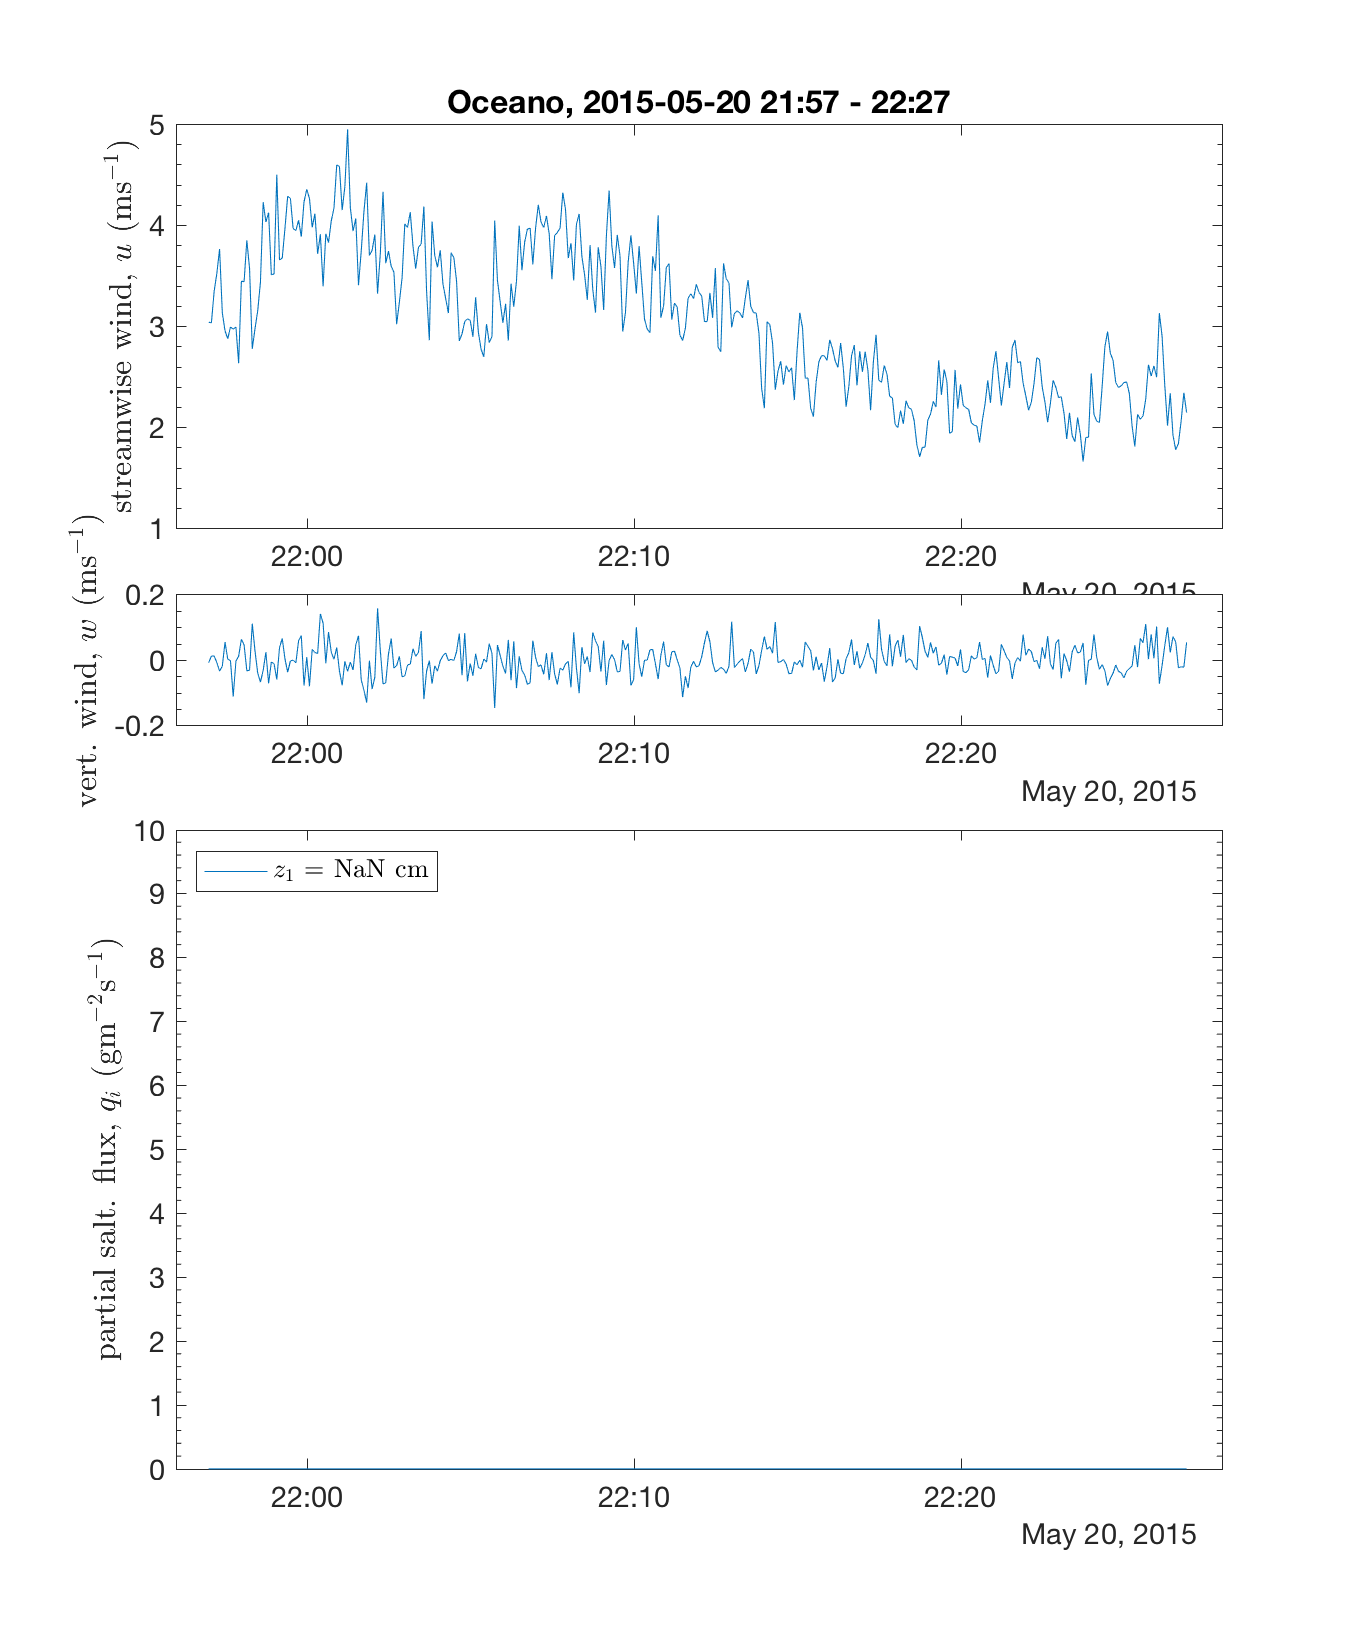 Oceano, 2015-05-20 21:57 - 22:27
streamwise wind, u (ms⁻¹)
5
4
3
2
1
22:00 22:10 22:20
May 20, 2015
vert. wind, w (ms⁻¹)
0.2
0
-0.2
22:00 22:10 22:20
May 20, 2015
partial salt. flux, qᵢ (gm⁻²s⁻¹)
10
9
8
7
6
5
4
3
2
1
0
z₁ = NaN cm
22:00 22:10 22:20
May 20, 2015